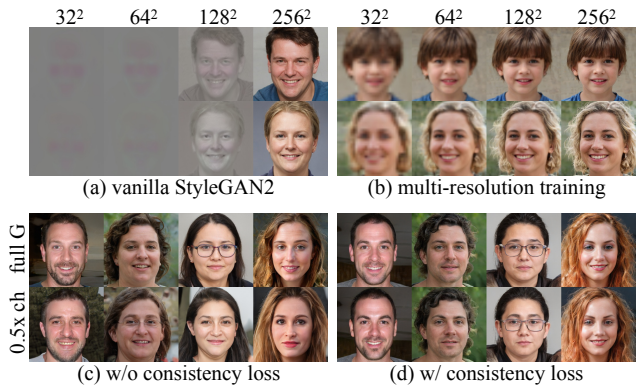 32² 64² 128² 256² 32² 64² 128² 256²
(a) vanilla StyleGAN2 (b) multi-resolution training
full G
0.5x ch
(c) w/o consistency loss (d) w/ consistency loss